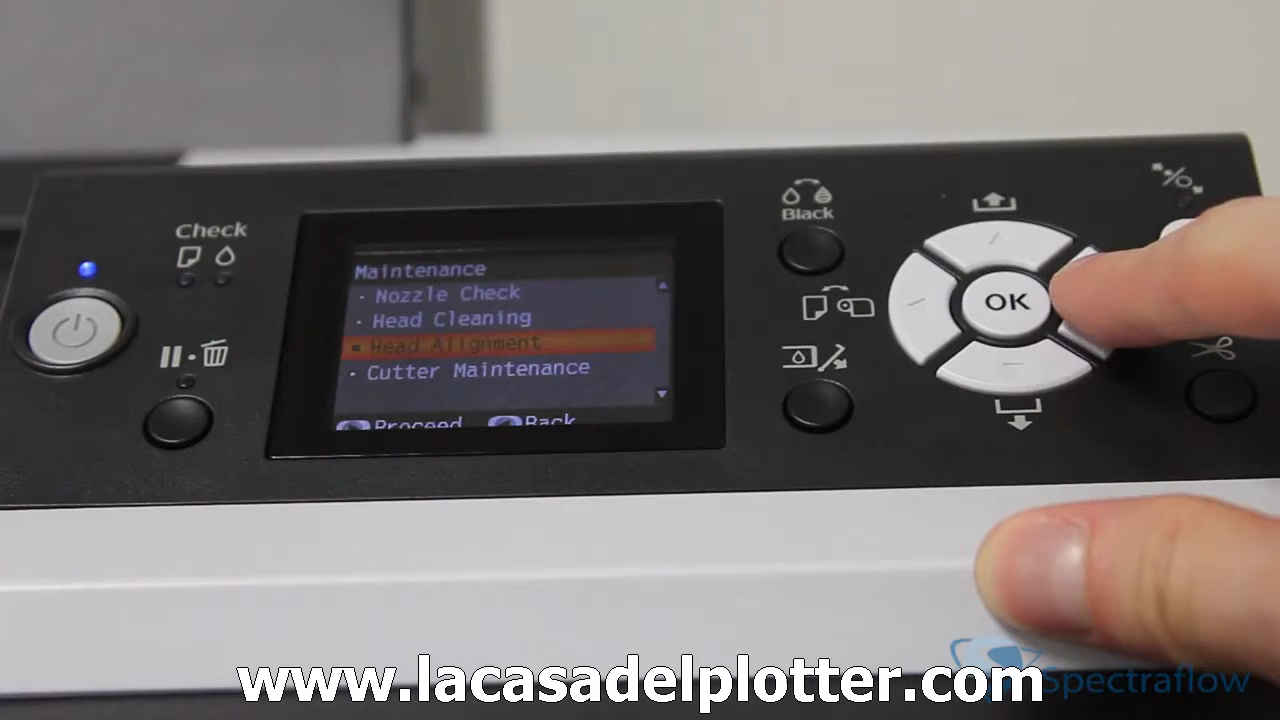 Check
Black
Maintenance
· Nozzle Check
· Head Cleaning
▪ Head Alignment
· Cutter Maintenance
Proceed Back
OK
www.lacasadelplotter.com
Spectraflow